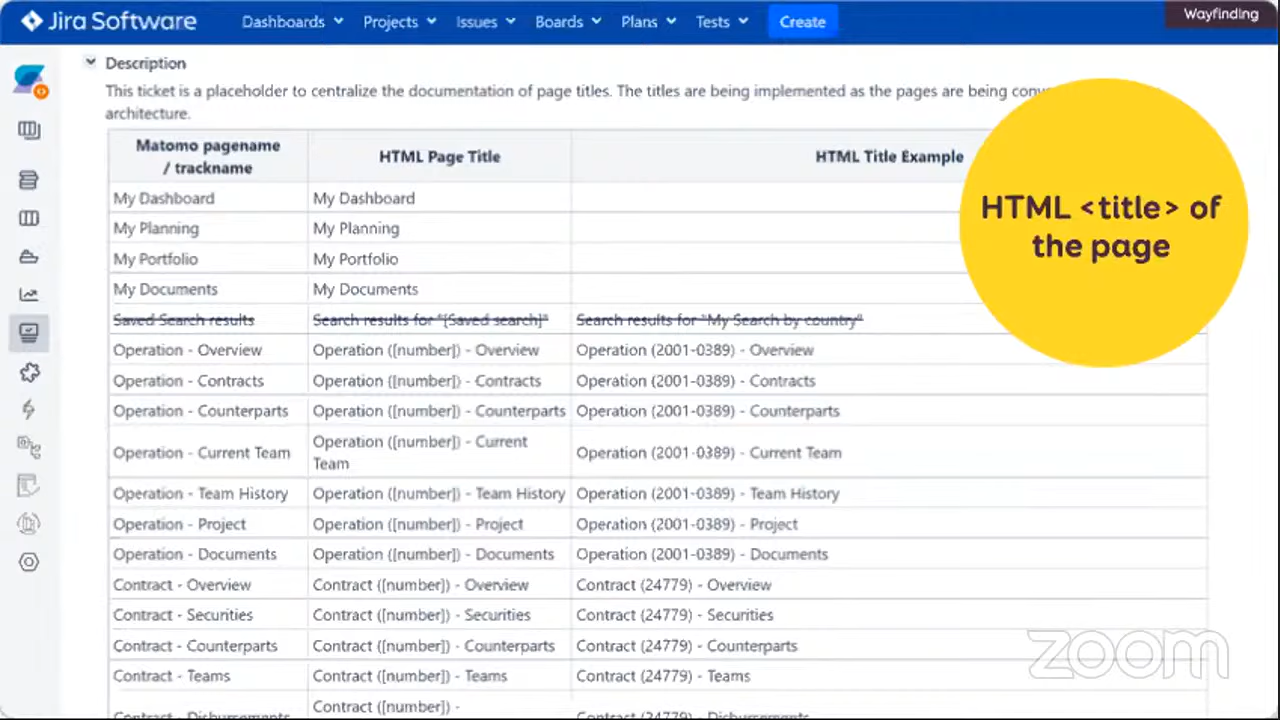 Jira Software Dashboards Projects Issues Boards Plans Tests Create
Wayfinding
Description
This ticket is a placeholder to centralize the documentation of page titles. The titles are being implemented as the pages are being
architecture.
Matomo pagename / trackname HTML Page Title HTML Title Example
HTML <title> of
the page
My Dashboard My Dashboard
My Planning My Planning
My Portfolio My Portfolio
My Documents My Documents
Saved Search results Search results for "[Saved search]" Search results for "My Search by country"
Operation - Overview Operation ([number]) - Overview Operation (2001-0389) - Overview
Operation - Contracts Operation ([number]) - Contracts Operation (2001-0389) - Contracts
Operation - Counterparts Operation ([number]) - Counterparts Operation (2001-0389) - Counterparts
Operation - Current Team Operation ([number]) - Current Team Operation (2001-0389) - Current Team
Operation - Team History Operation ([number]) - Team History Operation (2001-0389) - Team History
Operation - Project Operation ([number]) - Project Operation (2001-0389) - Project
Operation - Documents Operation ([number]) - Documents Operation (2001-0389) - Documents
Contract - Overview Contract ([number]) - Overview Contract (24779) - Overview
Contract - Securities Contract ([number]) - Securities Contract (24779) - Securities
Contract - Counterparts Contract ([number]) - Counterparts Contract (24779) - Counterparts
Contract - Teams Contract ([number]) - Teams Contract (24779) - Teams
Contract - Disbursements Contract ([number]) - Contract (24779) - Disbursements
zoom